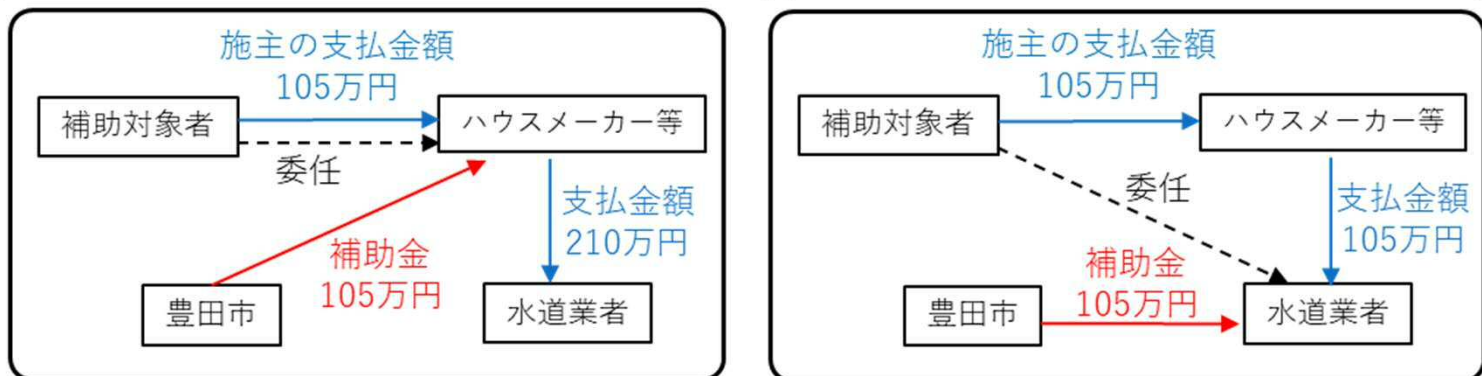 施主の支払金額
105万円
補助対象者
ハウスメーカー等
委任
支払金額
210万円
補助金
105万円
豊田市
水道業者
施主の支払金額
105万円
補助対象者
ハウスメーカー等
委任
支払金額
105万円
補助金
105万円
豊田市
水道業者